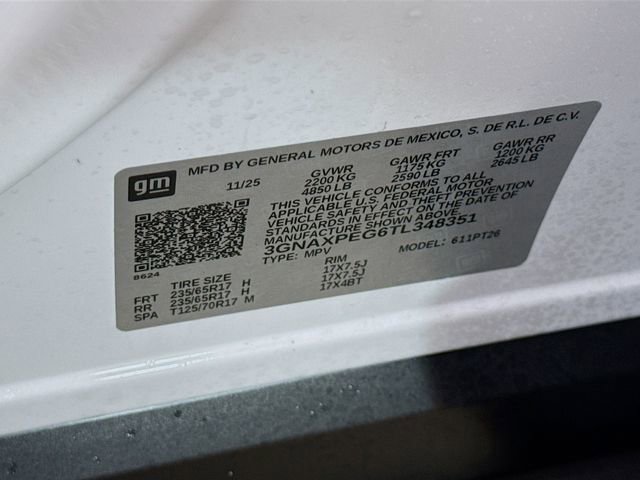 gm
MFD BY GENERAL MOTORS DE MEXICO, S. DE R.L. DE C.V.
11/25 GVWR GAWR FRT GAWR RR
2200 KG 1175 KG 1200 KG
4850 LB 2590 LB 2645 LB
THIS VEHICLE CONFORMS TO ALL
APPLICABLE U.S. FEDERAL MOTOR
VEHICLE SAFETY AND THEFT PREVENTION
STANDARDS IN EFFECT ON THE DATE OF
MANUFACTURE SHOWN ABOVE.
3GNAXPEG6TL348351
TYPE: MPV MODEL: 611PT26
8624
TIRE SIZE RIM
FRT 235/65R17 H 17X7.5J
RR 235/65R17 H 17X7.5J
SPA T125/70R17 M 17X4BT